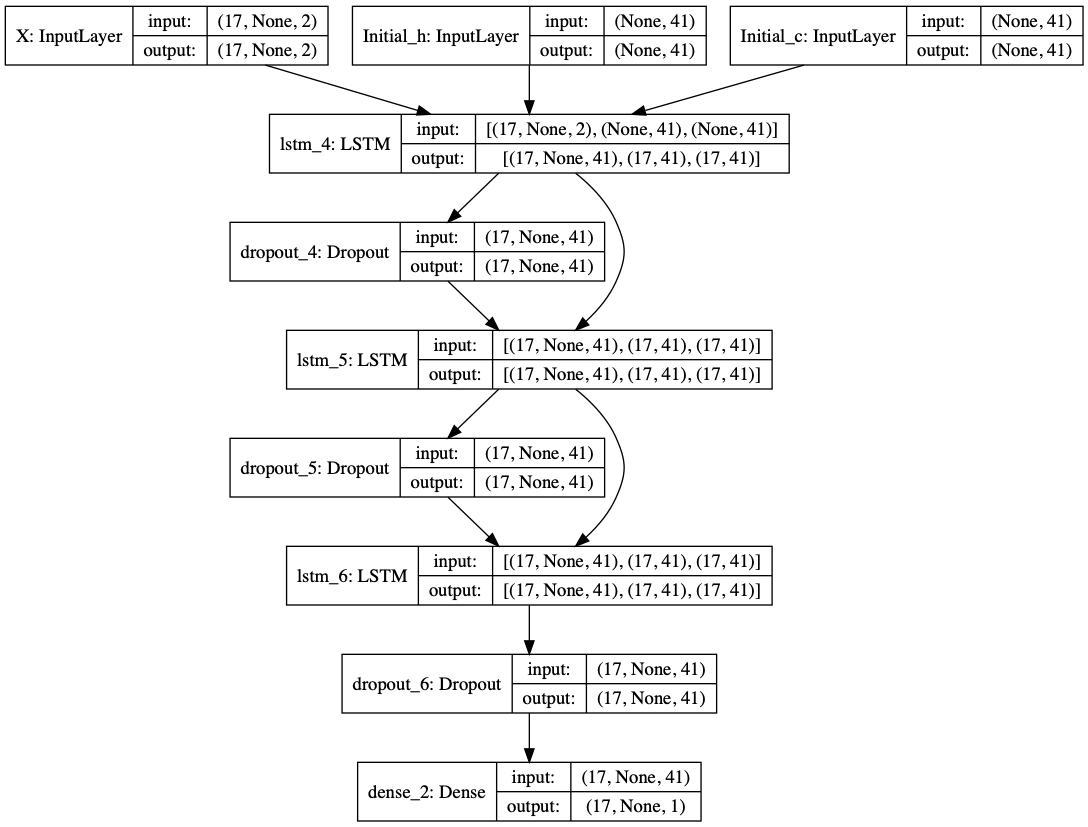 X: InputLayer
input: (17, None, 2)
output: (17, None, 2)
Initial_h: InputLayer
input: (None, 41)
output: (None, 41)
Initial_c: InputLayer
input: (None, 41)
output: (None, 41)
lstm_4: LSTM
input: [(17, None, 2), (None, 41), (None, 41)]
output: [(17, None, 41), (17, 41), (17, 41)]
dropout_4: Dropout
input: (17, None, 41)
output: (17, None, 41)
lstm_5: LSTM
input: [(17, None, 41), (17, 41), (17, 41)]
output: [(17, None, 41), (17, 41), (17, 41)]
dropout_5: Dropout
input: (17, None, 41)
output: (17, None, 41)
lstm_6: LSTM
input: [(17, None, 41), (17, 41), (17, 41)]
output: [(17, None, 41), (17, 41), (17, 41)]
dropout_6: Dropout
input: (17, None, 41)
output: (17, None, 41)
dense_2: Dense
input: (17, None, 41)
output: (17, None, 1)